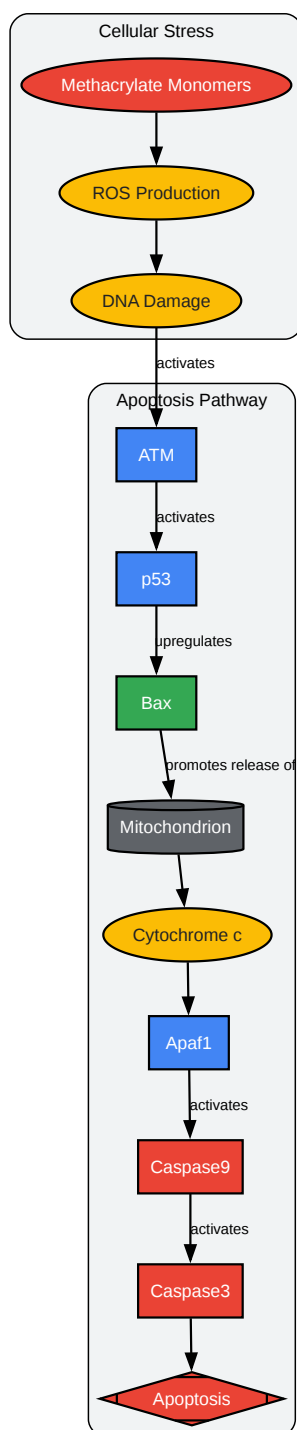 Cellular Stress
Methacrylate Monomers
ROS Production
DNA Damage
activates
Apoptosis Pathway
ATM
activates
p53
upregulates
Bax
promotes release of
Mitochondrion
Cytochrome c
Apaf1
activates
Caspase9
activates
Caspase3
Apoptosis